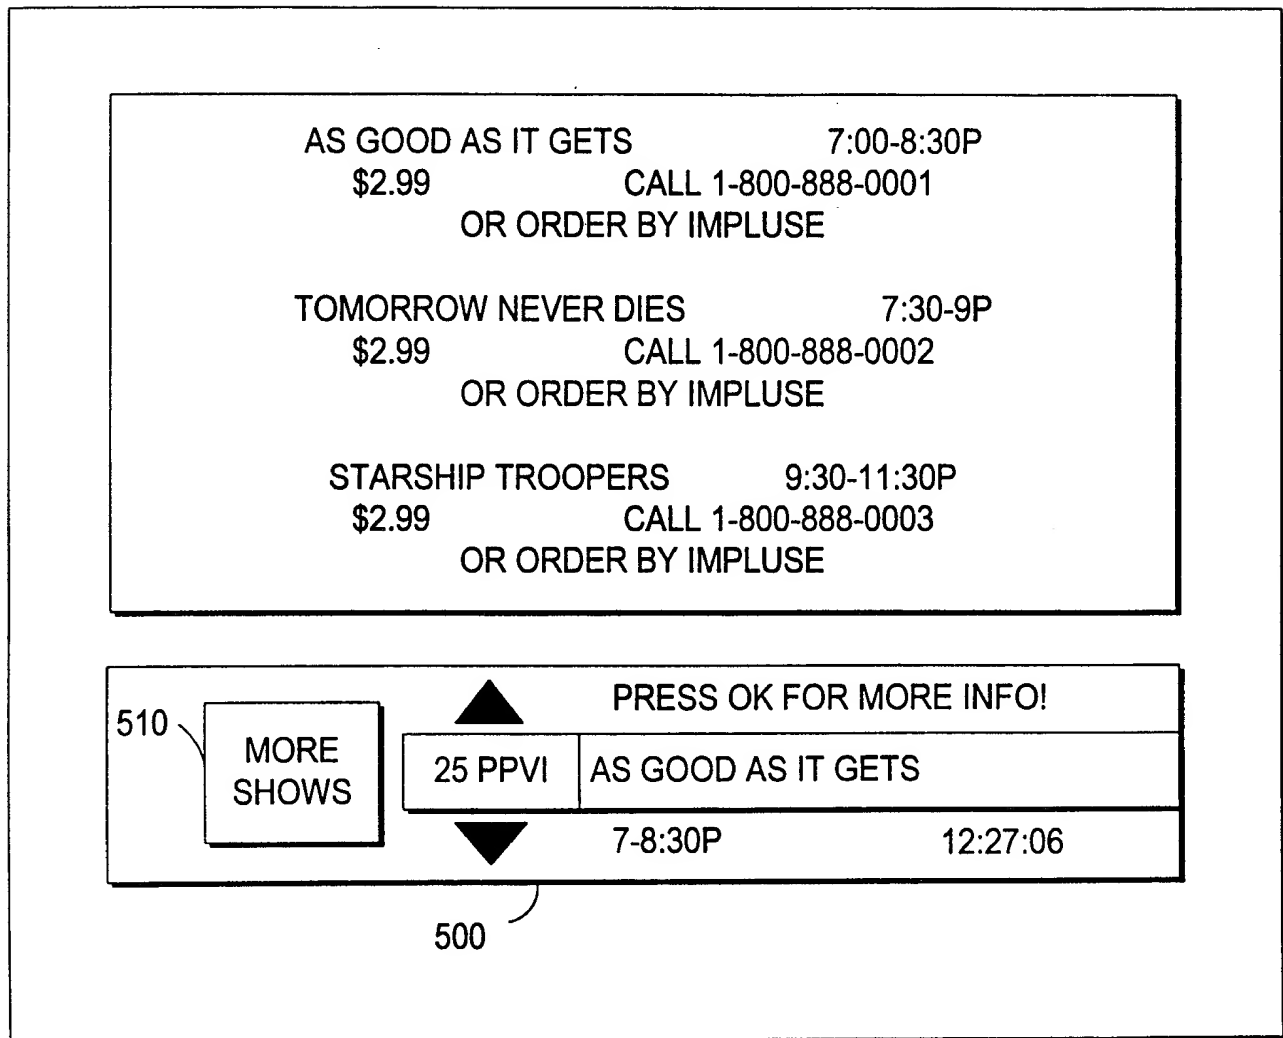 AS GOOD AS IT GETS 7:00-8:30P
$2.99 CALL 1-800-888-0001
OR ORDER BY IMPLUSE
TOMORROW NEVER DIES 7:30-9P
$2.99 CALL 1-800-888-0002
OR ORDER BY IMPLUSE
STARSHIP TROOPERS 9:30-11:30P
$2.99 CALL 1-800-888-0003
OR ORDER BY IMPLUSE
PRESS OK FOR MORE INFO!
510
MORE
SHOWS
25 PPVI AS GOOD AS IT GETS
7-8:30P 12:27:06
500